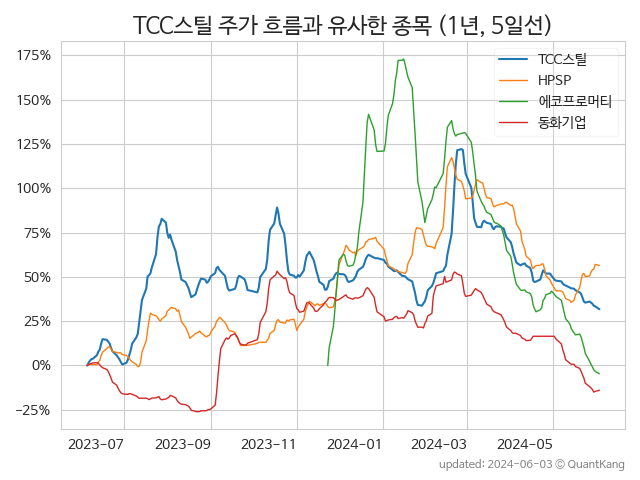 TCC스틸 주가 흐름과 유사한 종목 (1년, 5일선)
TCC스틸
HPSP
에코프로머티
동화기업
175%
150%
125%
100%
75%
50%
25%
0%
−25%
2023-07 2023-09 2023-11 2024-01 2024-03 2024-05
updated: 2024-06-03 © QuantKang